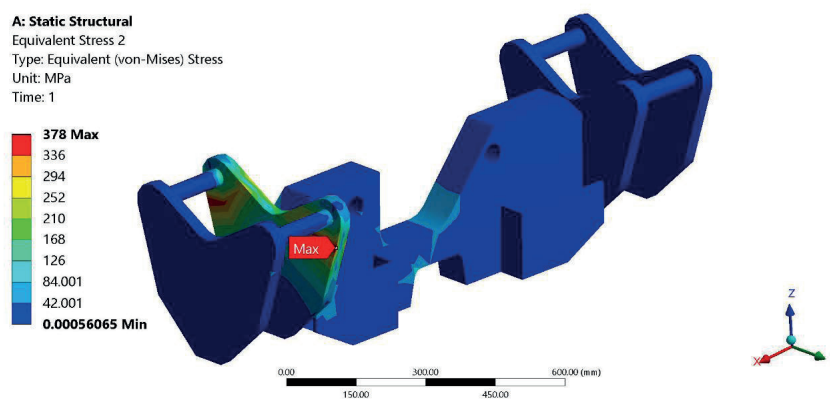 A: Static Structural
Equivalent Stress 2
Type: Equivalent (von-Mises) Stress
Unit: MPa
Time: 1
378 Max
336
294
252
210
168
126
84.001
42.001
0.00056065 Min
Max
Z
X
0.00 300.00 600.00 (mm)
150.00 450.00